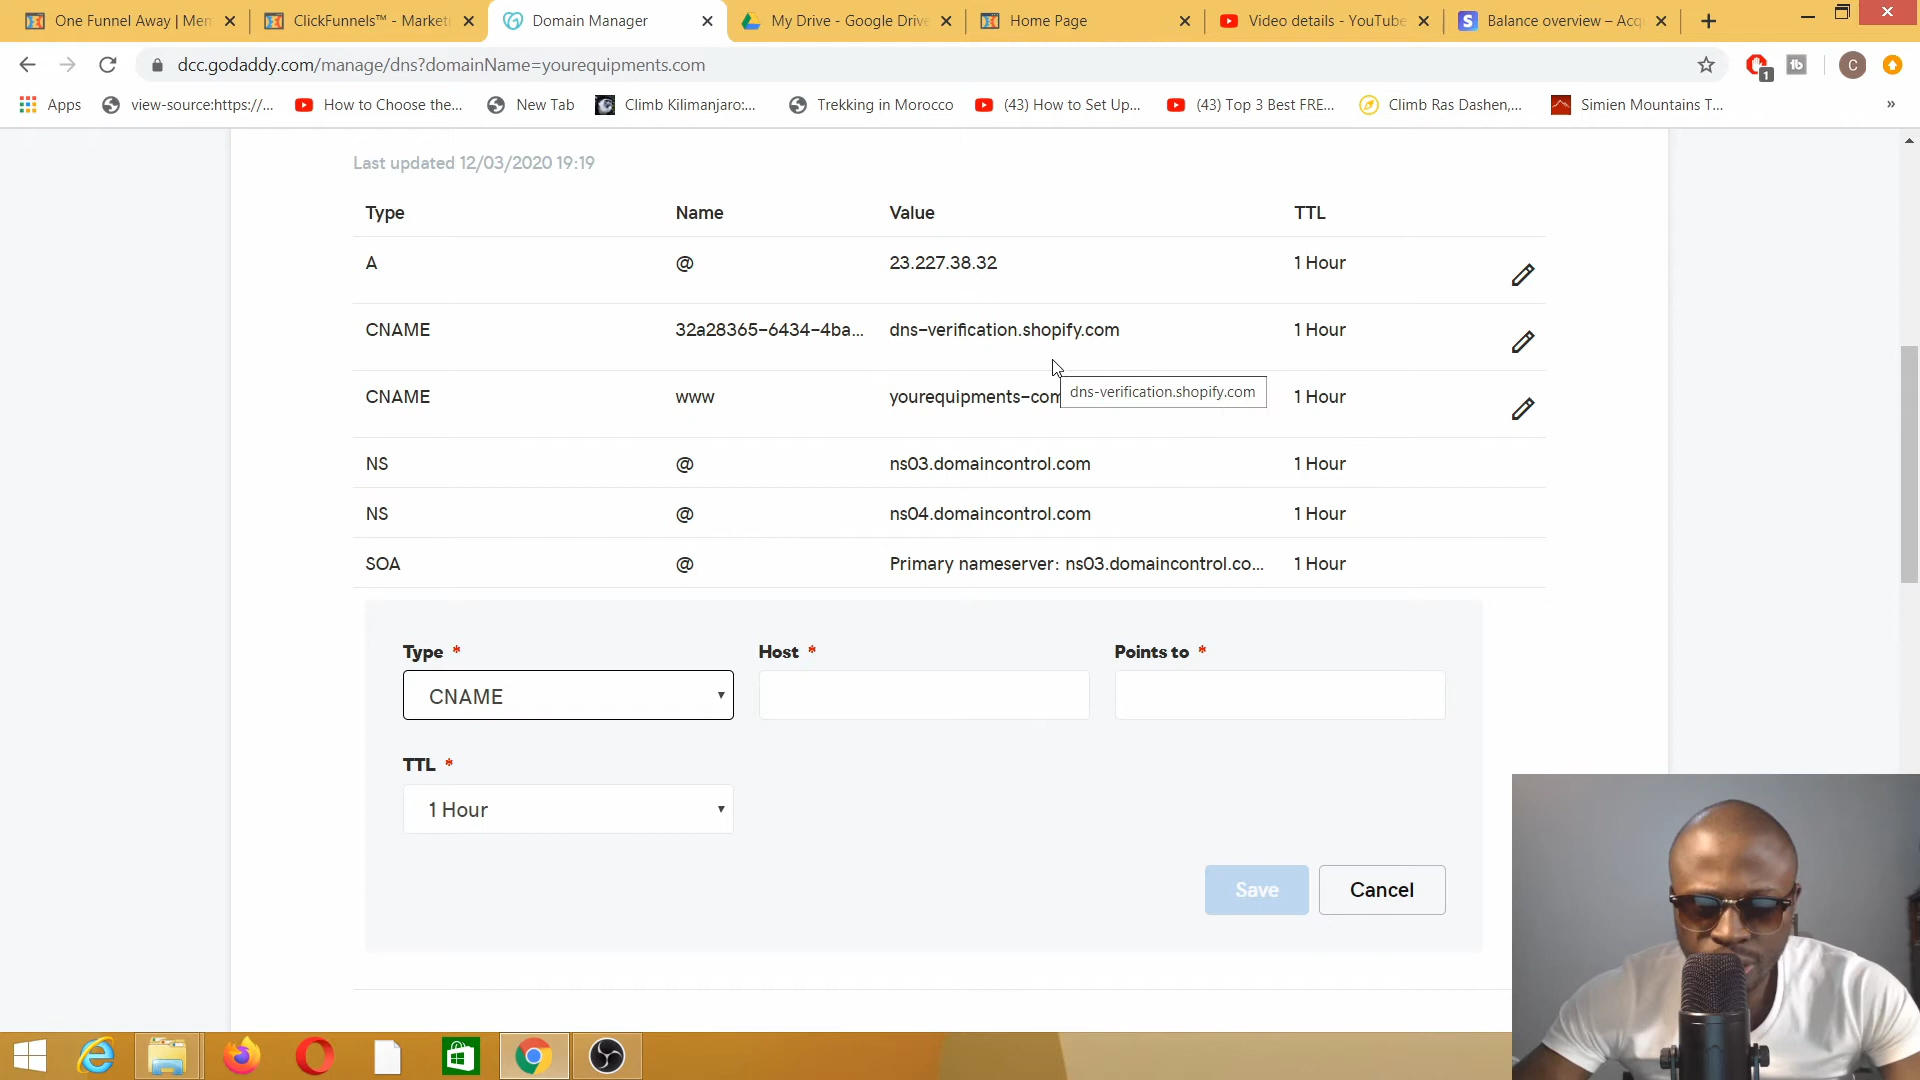 One Funnel Away | Mem
ClickFunnels™ - Market
Domain Manager
My Drive - Google Drive
Home Page
Video details - YouTube
Balance overview – Acq
dcc.godaddy.com/manage/dns?domainName=yourequipments.com
1
C
Apps
view-source:https://...
How to Choose the...
New Tab
Climb Kilimanjaro:...
Trekking in Morocco
(43) How to Set Up...
(43) Top 3 Best FRE...
Climb Ras Dashen,...
Simien Mountains T...
»
Last updated 12/03/2020 19:19
Type Name Value TTL
A @ 23.227.38.32 1 Hour
CNAME 32a28365-6434-4ba... dns-verification.shopify.com 1 Hour
CNAME www yourequipments-com 1 Hour
dns-verification.shopify.com
NS @ ns03.domaincontrol.com 1 Hour
NS @ ns04.domaincontrol.com 1 Hour
SOA @ Primary nameserver: ns03.domaincontrol.co... 1 Hour
Type * Host * Points to *
CNAME
TTL *
1 Hour
Save Cancel